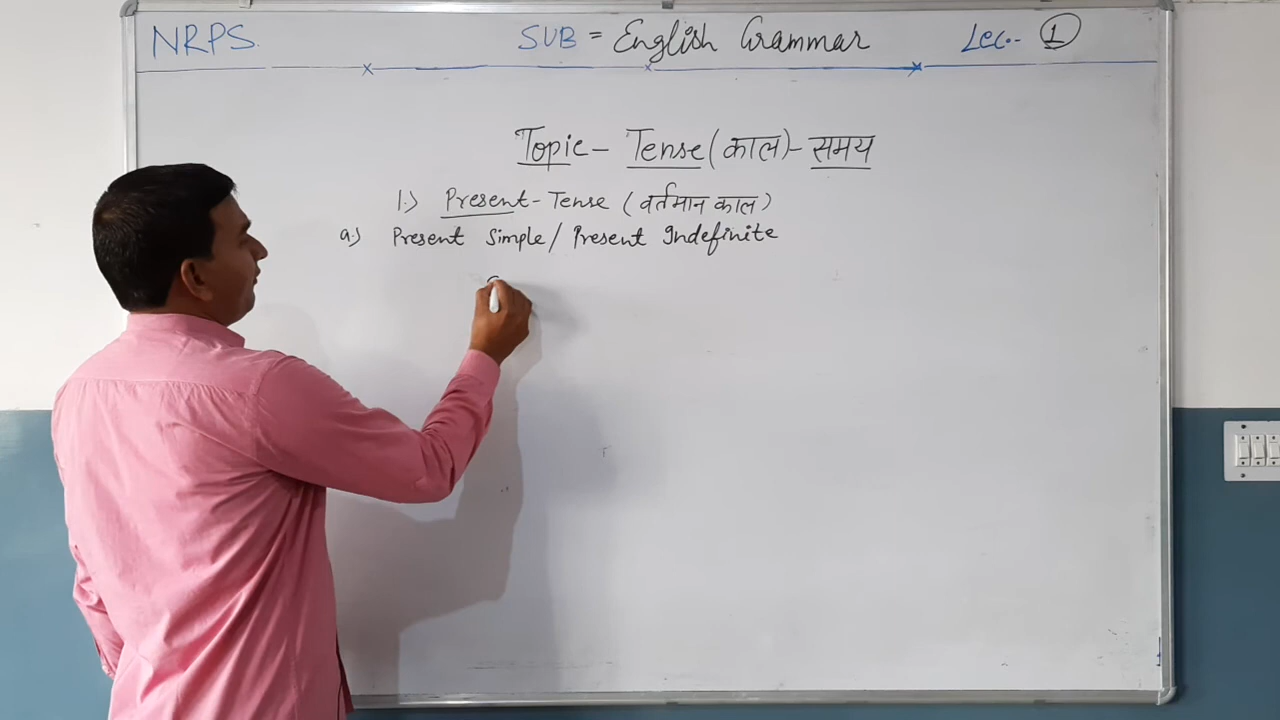 NRPS. SUB = English Grammar Lec:- 1
Topic - Tense (काल) - समय
1.) Present - Tense (वर्तमान काल)
a.) Present Simple / Present Indefinite